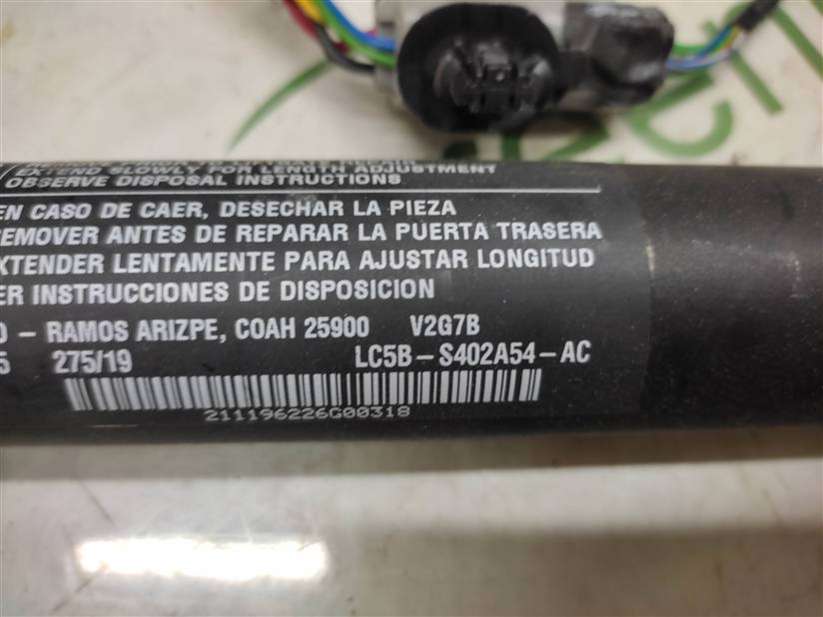 EXTEND SLOWLY FOR LENGTH ADJUSTMENT
OBSERVE DISPOSAL INSTRUCTIONS
EN CASO DE CAER, DESECHAR LA PIEZA
REMOVER ANTES DE REPARAR LA PUERTA TRASERA
EXTENDER LENTAMENTE PARA AJUSTAR LONGITUD
ER INSTRUCCIONES DE DISPOSICION
- RAMOS ARIZPE, COAH 25900 V2G7B
5 275/19 LC5B-S402A54-AC
211196226G00318